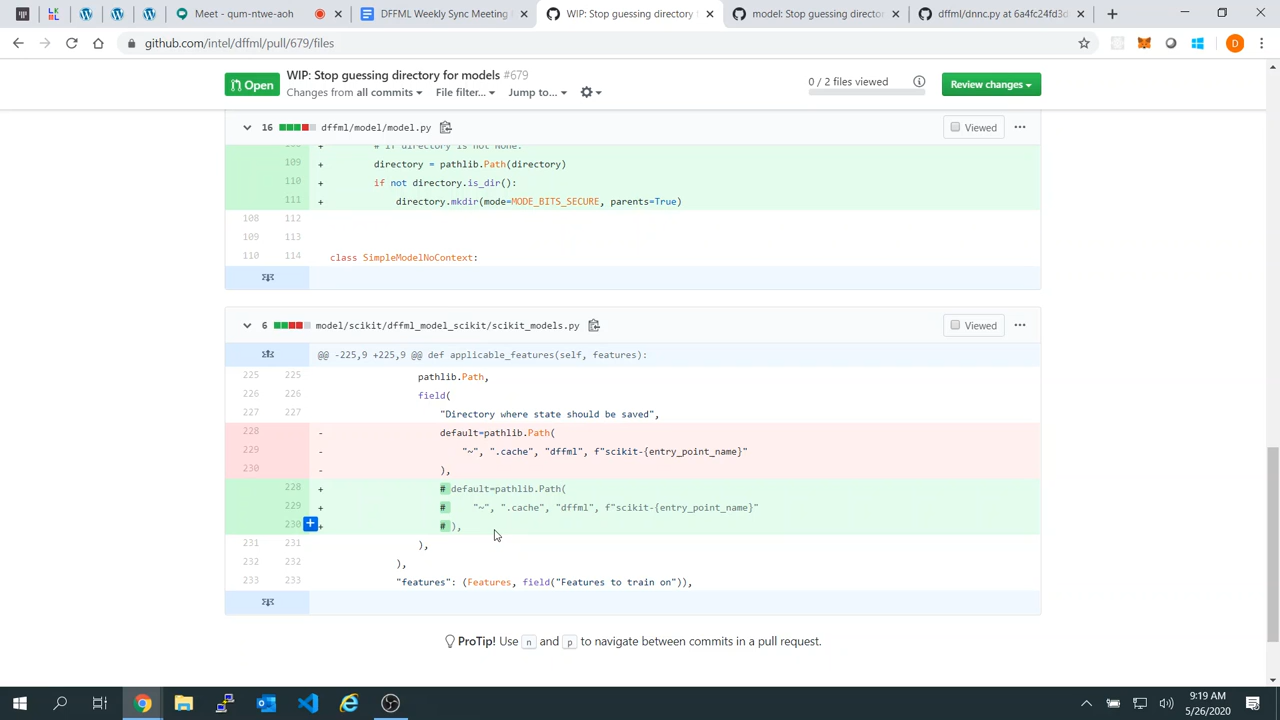 Meet - qum-ntwe-aoh
DFFML Weekly Sync Meeting
WIP: Stop guessing directory f
model: Stop guessing directory:
dffml/dnnc.py at 6a4fc24fd3d
github.com/intel/dffml/pull/679/files
D
Open
WIP: Stop guessing directory for models #679
Changes from all commits File filter... Jump to...
0 / 2 files viewed
Review changes
16 dffml/model/model.py
Viewed
# if directory is not None:
109 + directory = pathlib.Path(directory)
110 + if not directory.is_dir():
111 + directory.mkdir(mode=MODE_BITS_SECURE, parents=True)
108 112
109 113
110 114 class SimpleModelNoContext:
6 model/scikit/dffml_model_scikit/scikit_models.py
Viewed
@@ -225,9 +225,9 @@ def applicable_features(self, features):
225 225 pathlib.Path,
226 226 field(
227 227 "Directory where state should be saved",
228 - default=pathlib.Path(
229 - "~", ".cache", "dffml", f"scikit-{entry_point_name}"
230 - ),
228 + # default=pathlib.Path(
229 + # "~", ".cache", "dffml", f"scikit-{entry_point_name}"
230 + # ),
231 231 ),
232 232 ),
233 233 "features": (Features, field("Features to train on")),
ProTip! Use n and p to navigate between commits in a pull request.
9:19 AM
5/26/2020